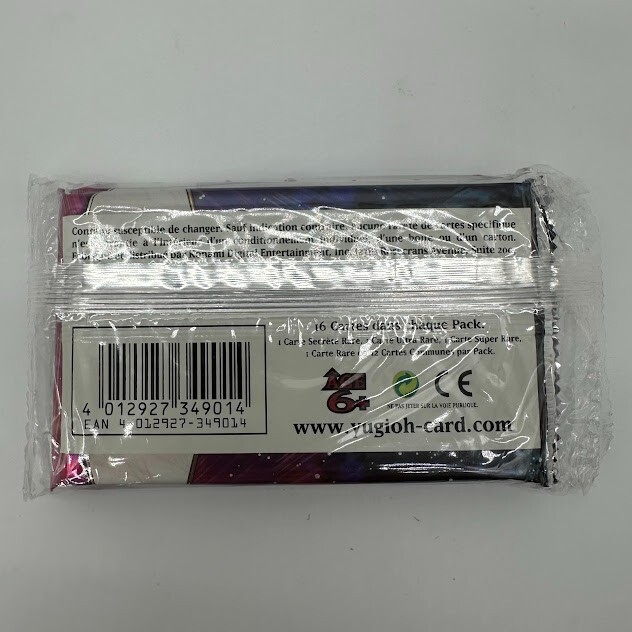 Contenu susceptible de changer. Sauf indication contraire, aucune rareté de cartes spécifique
n'est à l'intérieur d'un conditionnement individuel, d'une boîte ou d'un carton.
et distribué par Konami Digital Entertainment, Inc.
16 Cartes dans chaque Pack.
1 Carte Secrète Rare, 1 Carte Ultra Rare, 1 Carte Super Rare,
1 Carte Rare et 12 Cartes Communes par Pack.
AGE
6+
CE
NE PAS JETER SUR LA VOIE PUBLIQUE.
www.yugioh-card.com
4 012927 349014
EAN 4-012927-349014